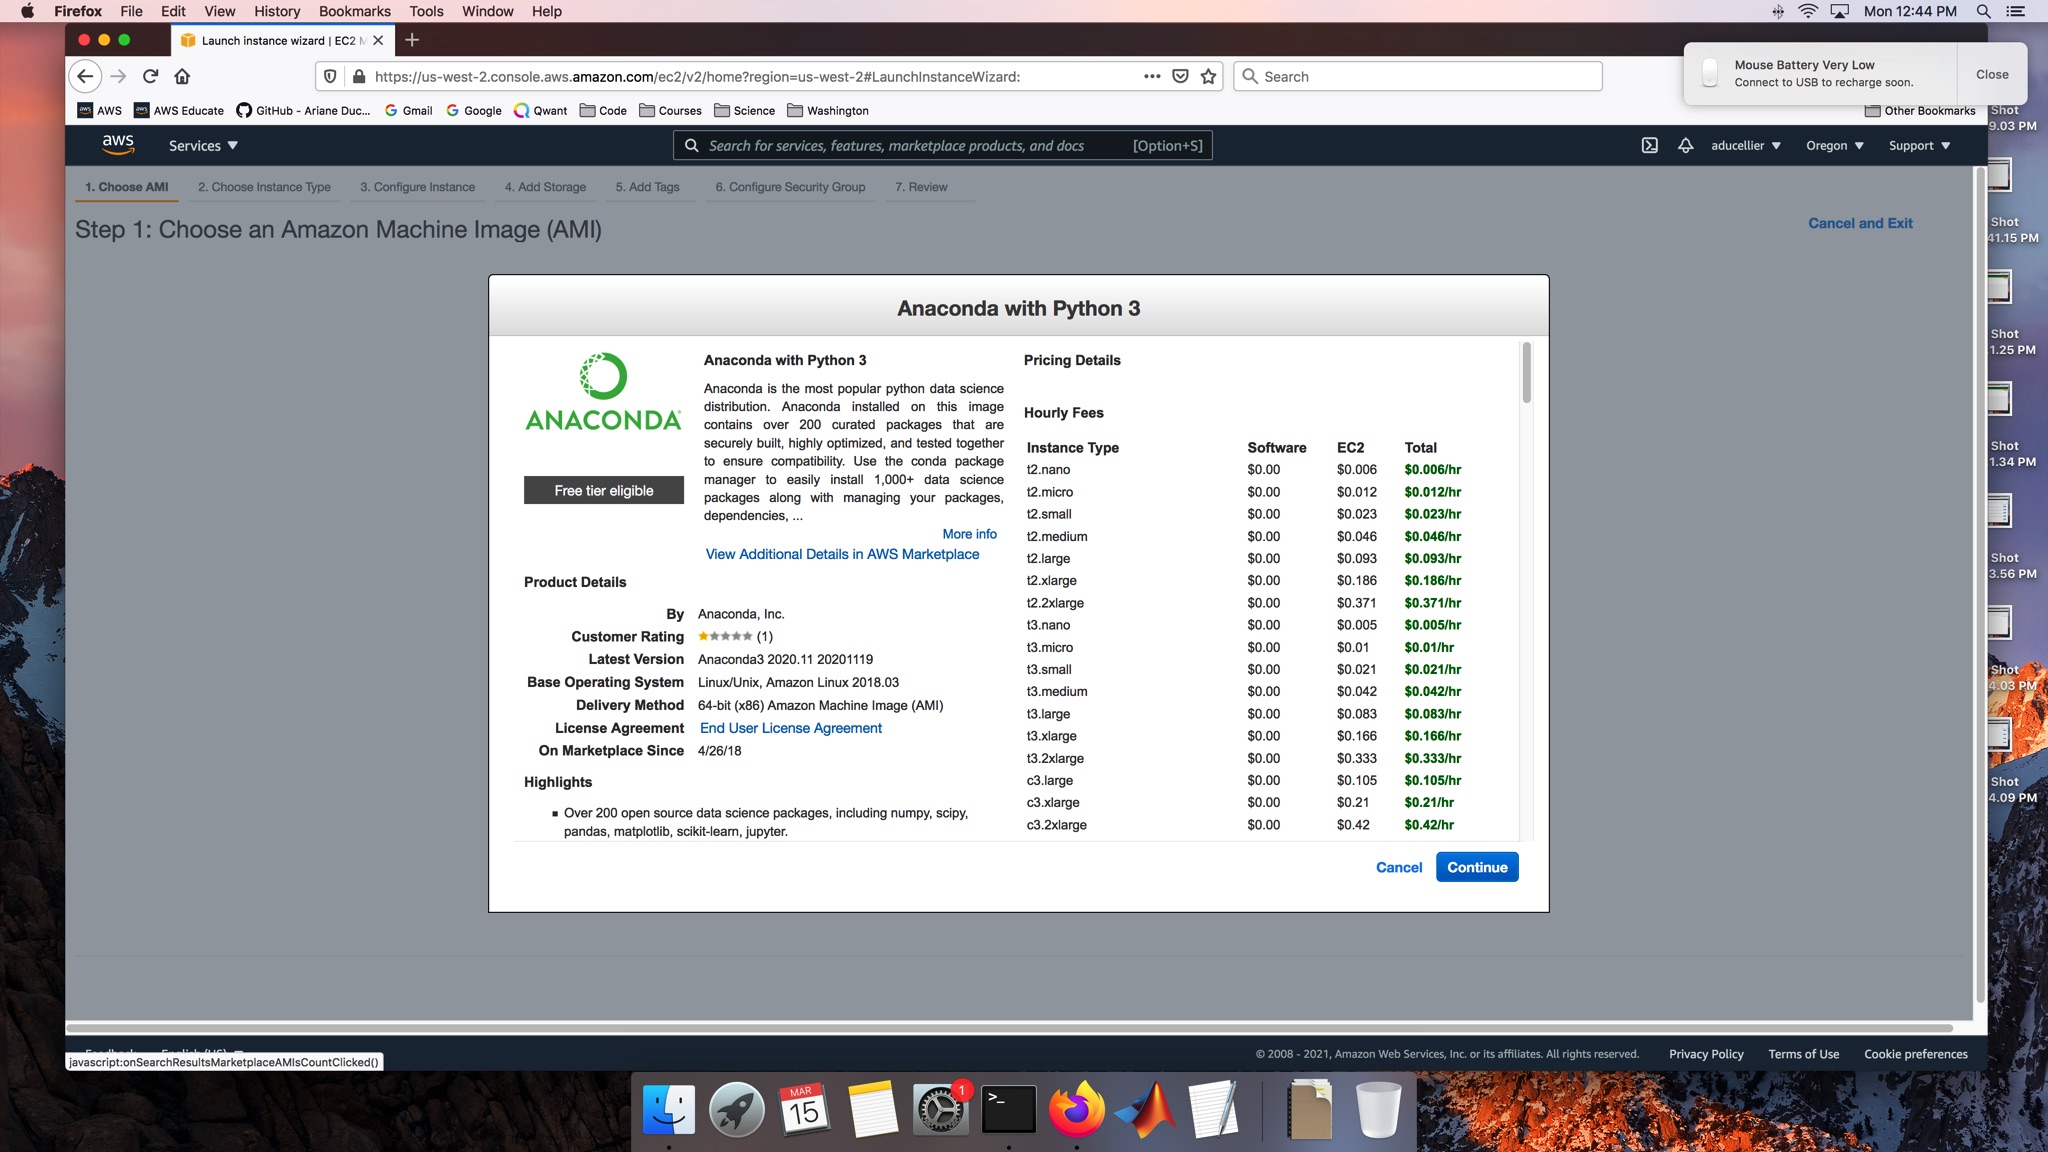 Firefox File Edit View History Bookmarks Tools Window Help Mon 12:44 PM
Launch instance wizard | EC2 M
https://us-west-2.console.aws.amazon.com/ec2/v2/home?region=us-west-2#LaunchInstanceWizard: Search
Mouse Battery Very Low
Connect to USB to recharge soon.
Close
AWS AWS Educate GitHub - Ariane Duc... Gmail Google Qwant Code Courses Science Washington Other Bookmarks
aws Services Search for services, features, marketplace products, and docs [Option+S] aducellier Oregon Support
1. Choose AMI 2. Choose Instance Type 3. Configure Instance 4. Add Storage 5. Add Tags 6. Configure Security Group 7. Review
Step 1: Choose an Amazon Machine Image (AMI) Cancel and Exit
Anaconda with Python 3
ANACONDA
Free tier eligible
Anaconda with Python 3
Anaconda is the most popular python data science
distribution. Anaconda installed on this image
contains over 200 curated packages that are
securely built, highly optimized, and tested together
to ensure compatibility. Use the conda package
manager to easily install 1,000+ data science
packages along with managing your packages,
dependencies, ...
More info
View Additional Details in AWS Marketplace
Product Details
By Anaconda, Inc.
Customer Rating (1)
Latest Version Anaconda3 2020.11 20201119
Base Operating System Linux/Unix, Amazon Linux 2018.03
Delivery Method 64-bit (x86) Amazon Machine Image (AMI)
License Agreement End User License Agreement
On Marketplace Since 4/26/18
Highlights
Over 200 open source data science packages, including numpy, scipy,
pandas, matplotlib, scikit-learn, jupyter.
Pricing Details
Hourly Fees
Instance Type Software EC2 Total
t2.nano $0.00 $0.006 $0.006/hr
t2.micro $0.00 $0.012 $0.012/hr
t2.small $0.00 $0.023 $0.023/hr
t2.medium $0.00 $0.046 $0.046/hr
t2.large $0.00 $0.093 $0.093/hr
t2.xlarge $0.00 $0.186 $0.186/hr
t2.2xlarge $0.00 $0.371 $0.371/hr
t3.nano $0.00 $0.005 $0.005/hr
t3.micro $0.00 $0.01 $0.01/hr
t3.small $0.00 $0.021 $0.021/hr
t3.medium $0.00 $0.042 $0.042/hr
t3.large $0.00 $0.083 $0.083/hr
t3.xlarge $0.00 $0.166 $0.166/hr
t3.2xlarge $0.00 $0.333 $0.333/hr
c3.large $0.00 $0.105 $0.105/hr
c3.xlarge $0.00 $0.21 $0.21/hr
c3.2xlarge $0.00 $0.42 $0.42/hr
Cancel Continue
Shot
9.03 PM
Shot
41.15 PM
Shot
1.25 PM
Shot
1.34 PM
Shot
3.56 PM
Shot
4.03 PM
Shot
4.09 PM
javascript:onSearchResultsMarketplaceAMIsCountClicked()
© 2008 - 2021, Amazon Web Services, Inc. or its affiliates. All rights reserved. Privacy Policy Terms of Use Cookie preferences
MAR
15
1
>_